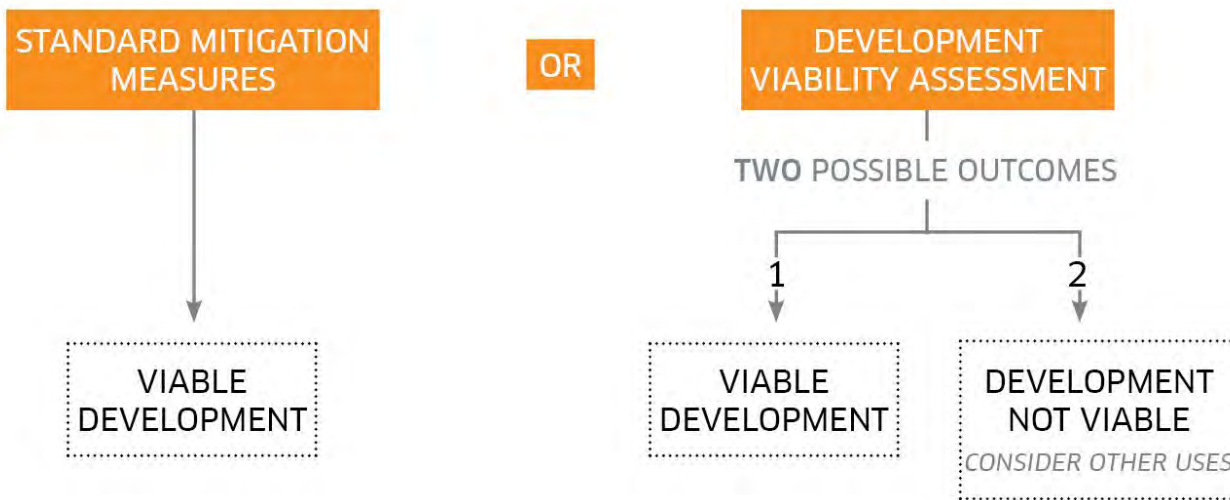 STANDARD MITIGATION
MEASURES
OR
DEVELOPMENT
VIABILITY ASSESSMENT
TWO POSSIBLE OUTCOMES
1
2
VIABLE
DEVELOPMENT
VIABLE
DEVELOPMENT
DEVELOPMENT
NOT VIABLE
CONSIDER OTHER USES